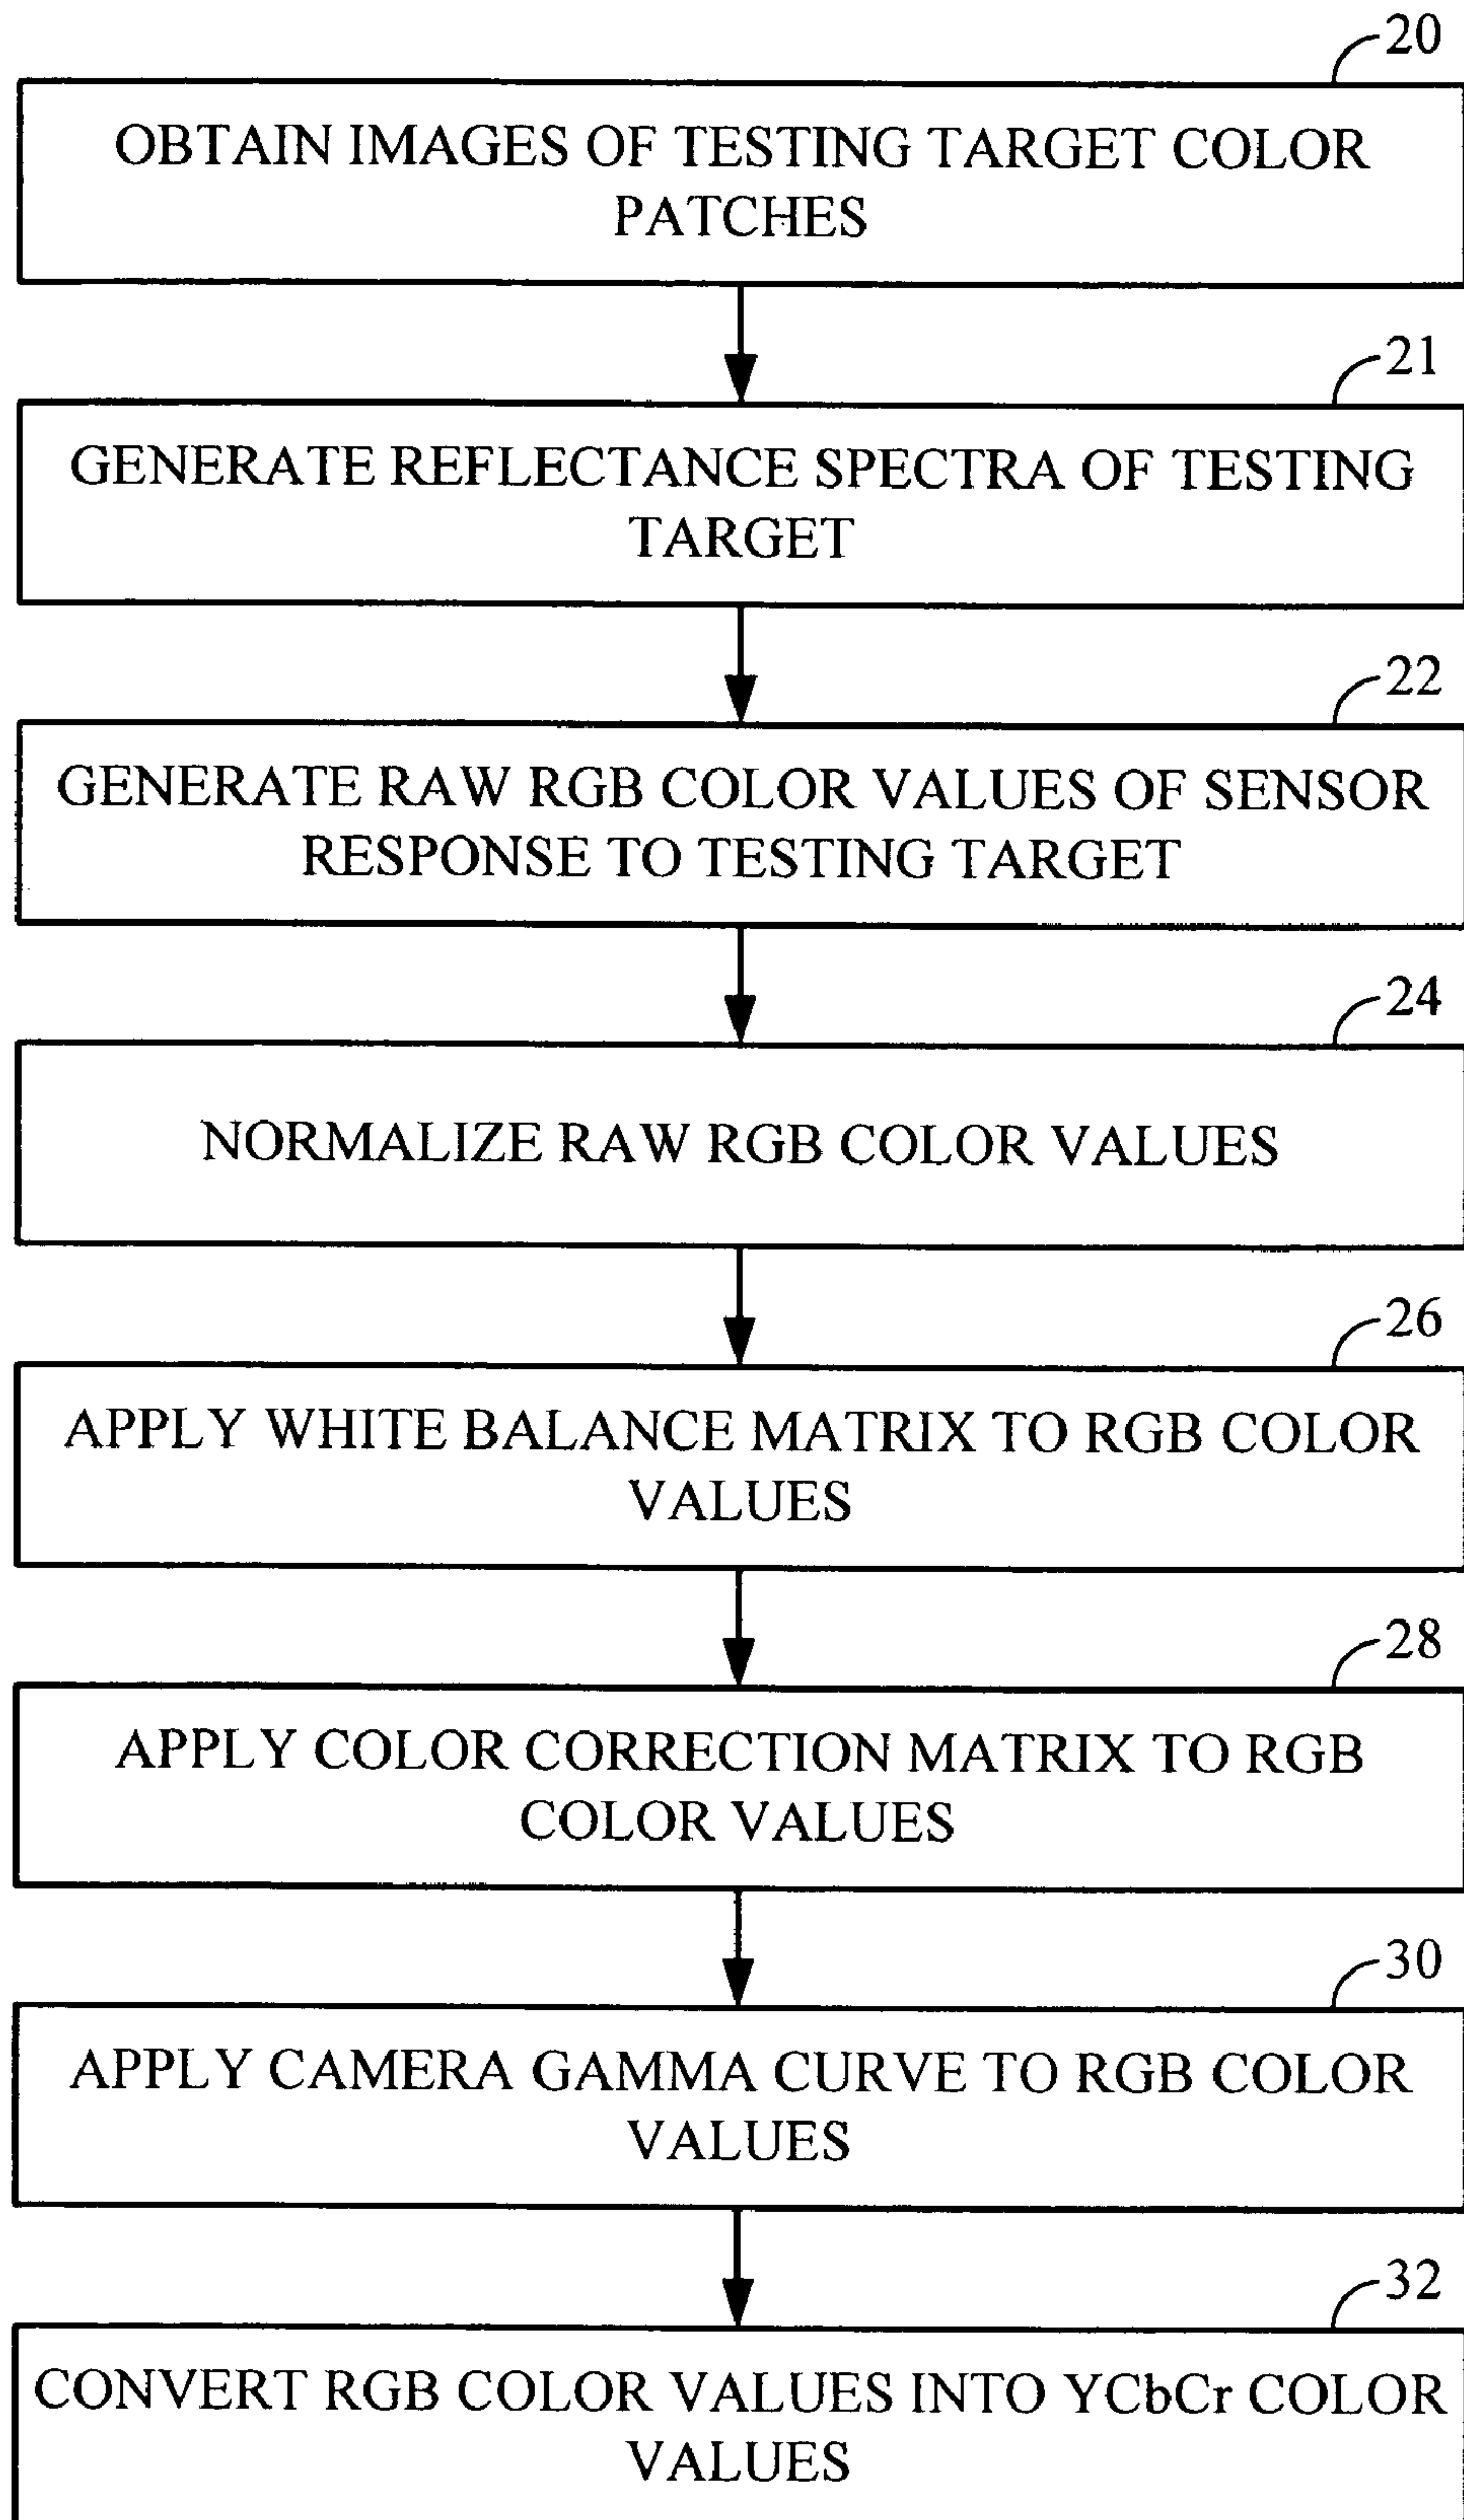 20
OBTAIN IMAGES OF TESTING TARGET COLOR
PATCHES
21
GENERATE REFLECTANCE SPECTRA OF TESTING
TARGET
22
GENERATE RAW RGB COLOR VALUES OF SENSOR
RESPONSE TO TESTING TARGET
24
NORMALIZE RAW RGB COLOR VALUES
26
APPLY WHITE BALANCE MATRIX TO RGB COLOR
VALUES
28
APPLY COLOR CORRECTION MATRIX TO RGB
COLOR VALUES
30
APPLY CAMERA GAMMA CURVE TO RGB COLOR
VALUES
32
CONVERT RGB COLOR VALUES INTO YCbCr COLOR
VALUES